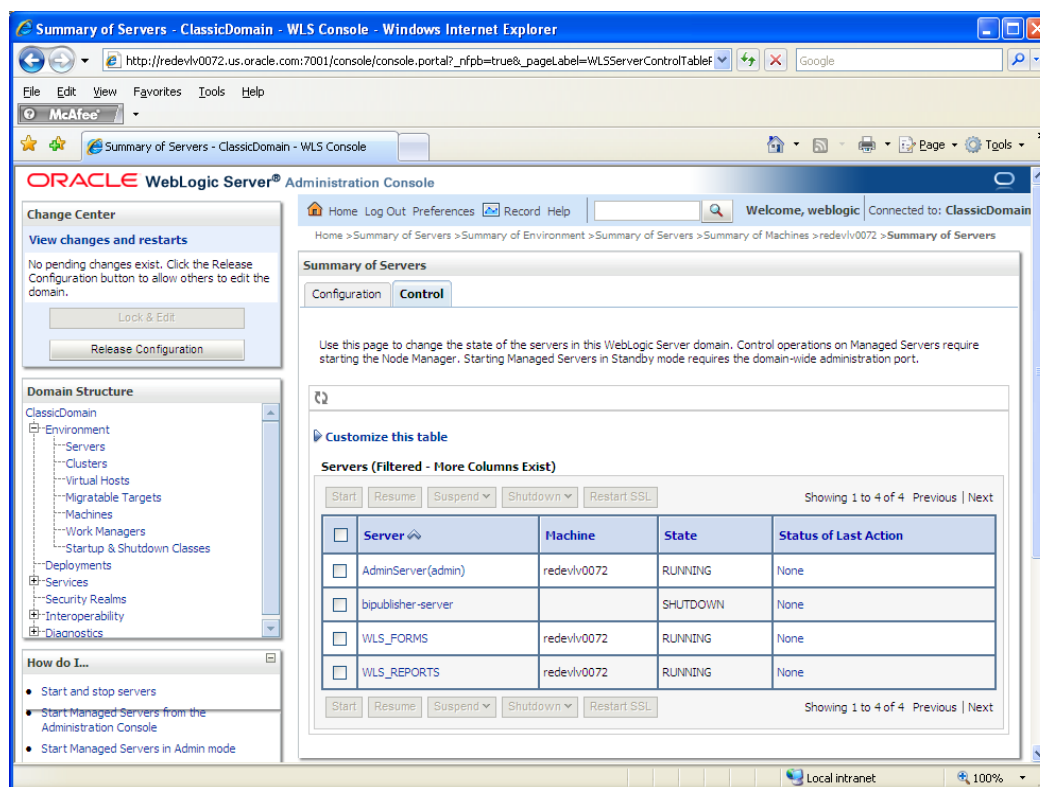 Summary of Servers - ClassicDomain - WLS Console - Windows Internet Explorer
http://redevlv0072.us.oracle.com:7001/console/console.portal?_nfpb=true&_pageLabel=WLSServerControlTableF
Google
File Edit View Favorites Tools Help
McAfee
Summary of Servers - ClassicDomain - WLS Console
Page Tools
ORACLE WebLogic Server® Administration Console
Change Center
View changes and restarts
No pending changes exist. Click the Release
Configuration button to allow others to edit the
domain.
Lock & Edit
Release Configuration
Domain Structure
ClassicDomain
Environment
Servers
Clusters
Virtual Hosts
Migratable Targets
Machines
Work Managers
Startup & Shutdown Classes
Deployments
Services
Security Realms
Interoperability
Diagnostics
How do I...
Start and stop servers
Start Managed Servers from the
Administration Console
Start Managed Servers in Admin mode
Home Log Out Preferences Record Help
Welcome, weblogic Connected to: ClassicDomain
Home >Summary of Servers >Summary of Environment >Summary of Servers >Summary of Machines >redevlv0072 >Summary of Servers
Summary of Servers
Configuration Control
Use this page to change the state of the servers in this WebLogic Server domain. Control operations on Managed Servers require
starting the Node Manager. Starting Managed Servers in Standby mode requires the domain-wide administration port.
Customize this table
Servers (Filtered - More Columns Exist)
Start Resume Suspend Shutdown Restart SSL Showing 1 to 4 of 4 Previous | Next
Server Machine State Status of Last Action
AdminServer(admin) redevlv0072 RUNNING None
bipublisher-server SHUTDOWN None
WLS_FORMS redevlv0072 RUNNING None
WLS_REPORTS redevlv0072 RUNNING None
Start Resume Suspend Shutdown Restart SSL Showing 1 to 4 of 4 Previous | Next
Local intranet 100%